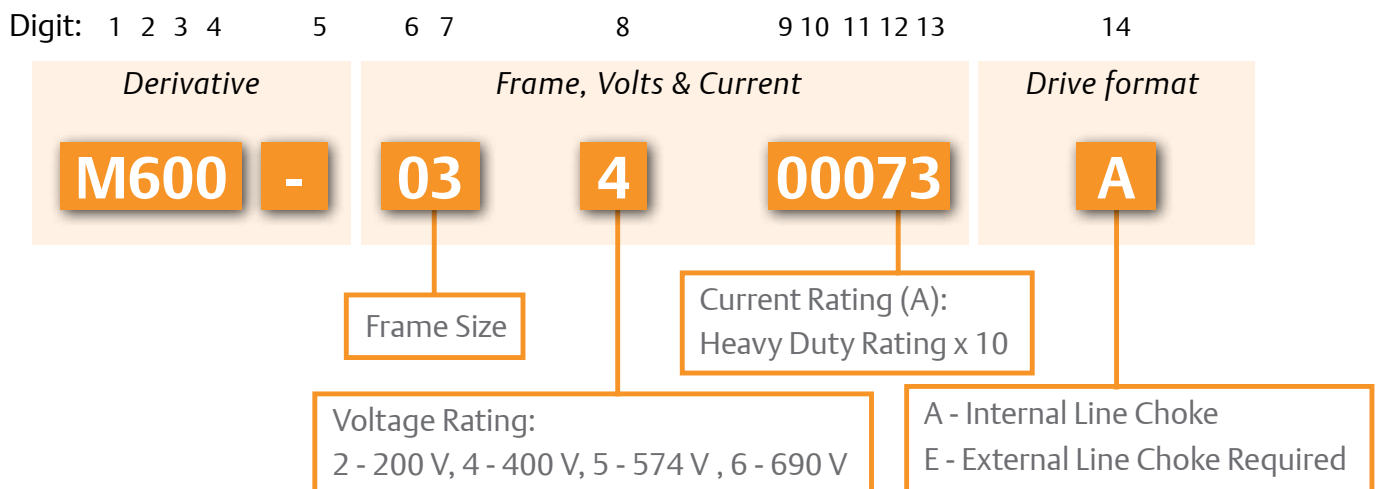 Digit: 1 2 3 4 5 6 7 8 9 10 11 12 13 14
Derivative Frame, Volts & Current Drive format
M600 - 03 4 00073 A
Frame Size
Current Rating (A):
Heavy Duty Rating x 10
Voltage Rating:
2 - 200 V, 4 - 400 V, 5 - 574 V , 6 - 690 V
A - Internal Line Choke
E - External Line Choke Required